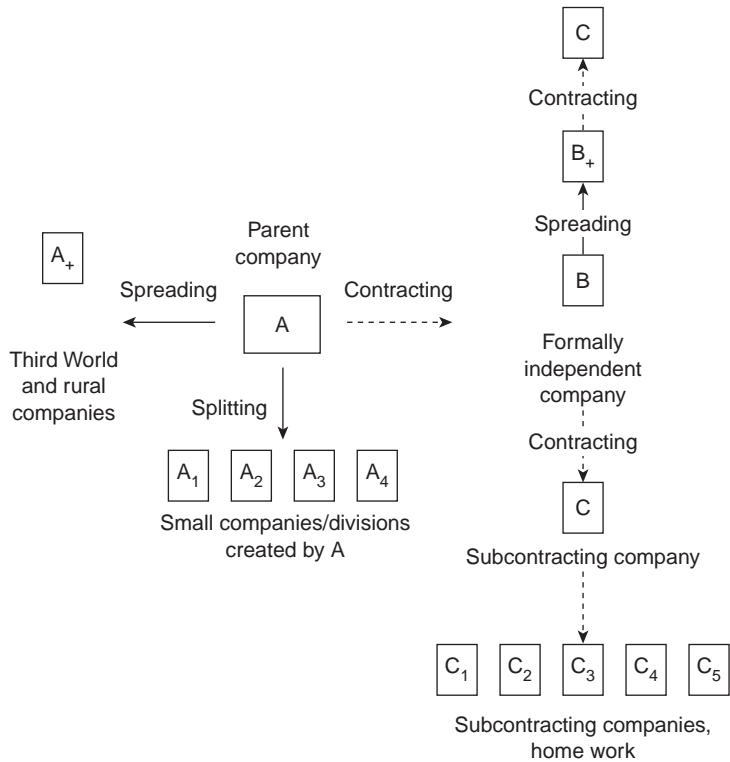 C
Contracting
B₊
Spreading
B
Formally
independent
company
Contracting
C
Subcontracting company
C₁ C₂ C₃ C₄ C₅
Subcontracting companies,
home work
Parent
company
A
Contracting
Spreading
A₊
Third World
and rural
companies
Splitting
A₁ A₂ A₃ A₄
Small companies/divisions
created by A